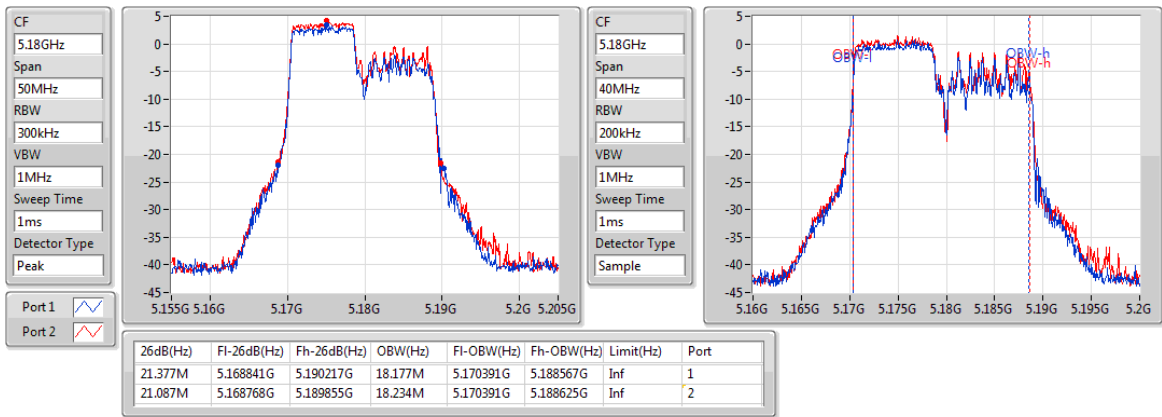 CF
5.18GHz
Span
50MHz
RBW
300kHz
VBW
1MHz
Sweep Time
1ms
Detector Type
Peak
Port 1
Port 2
5
0
-5
-10
-15
-20
-25
-30
-35
-40
-45
5.155G 5.16G 5.17G 5.18G 5.19G 5.2G 5.205G
CF
5.18GHz
Span
40MHz
RBW
200kHz
VBW
1MHz
Sweep Time
1ms
Detector Type
Sample
5
0
-5
-10
-15
-20
-25
-30
-35
-40
-45
OBW-l
OBW-h
OBW-h
5.16G 5.165G 5.17G 5.175G 5.18G 5.185G 5.19G 5.195G 5.2G
26dB(Hz) Fl-26dB(Hz) Fh-26dB(Hz) OBW(Hz) Fl-OBW(Hz) Fh-OBW(Hz) Limit(Hz) Port
21.377M 5.168841G 5.190217G 18.177M 5.170391G 5.188567G Inf 1
21.087M 5.168768G 5.189855G 18.234M 5.170391G 5.188625G Inf 2